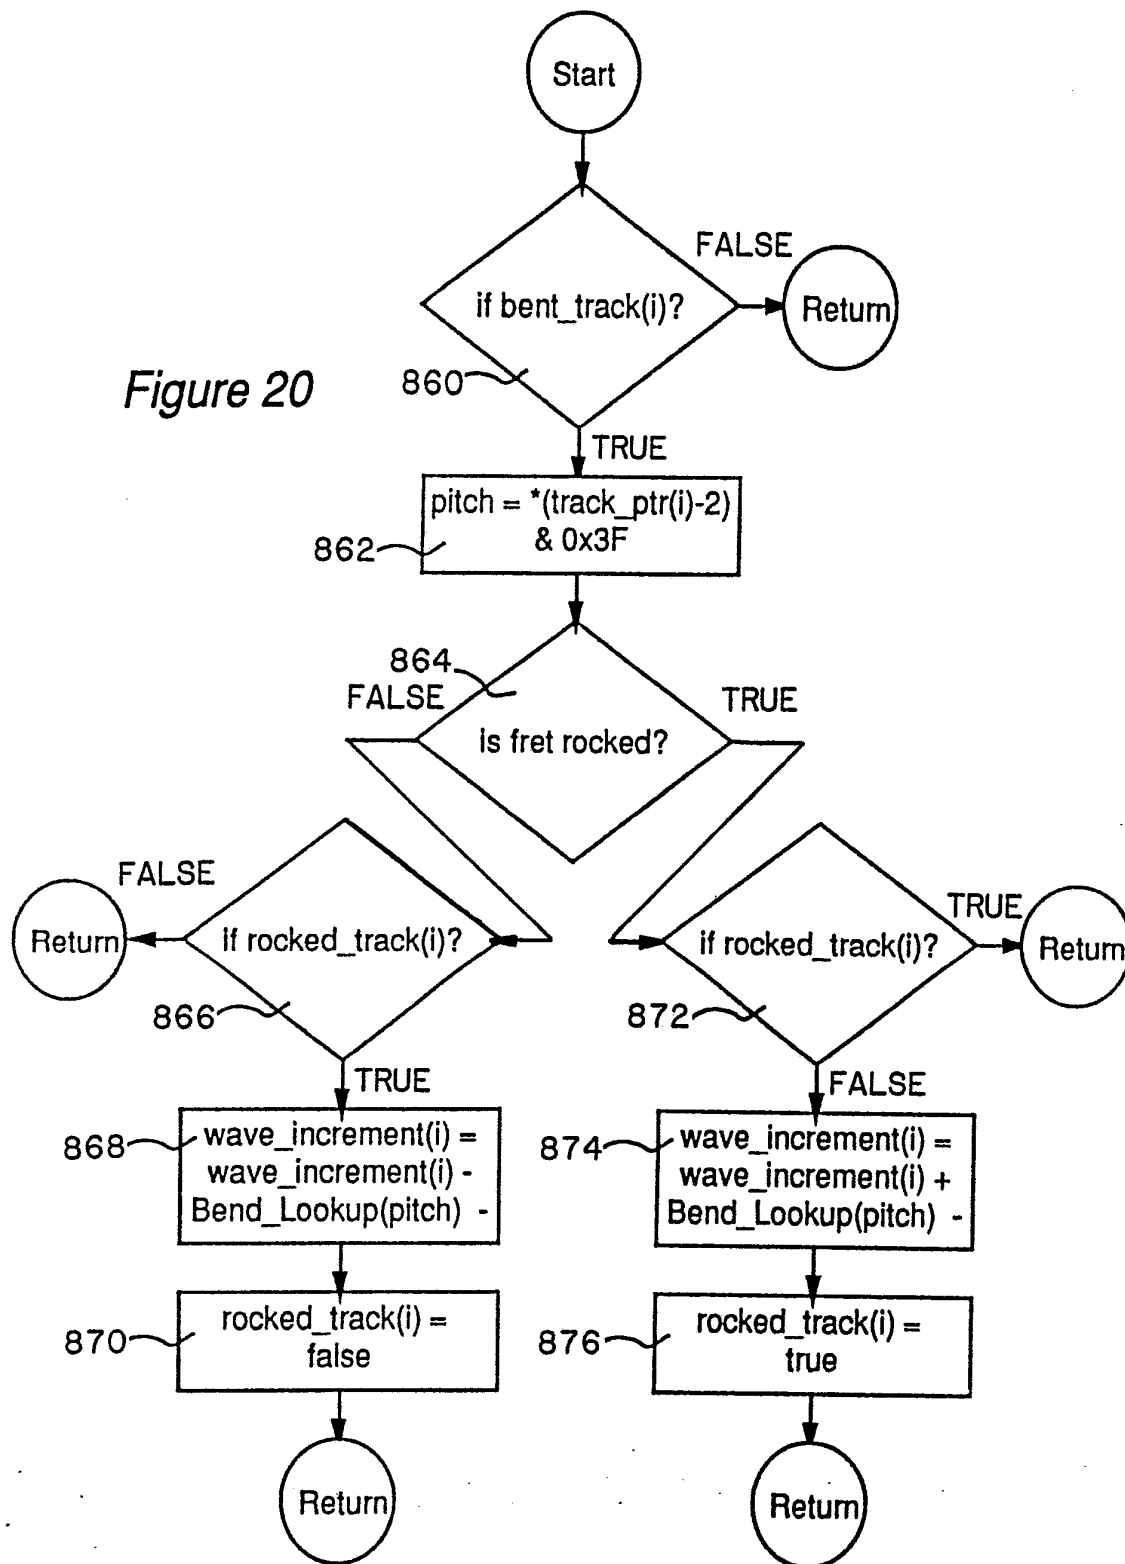 Start
FALSE
if bent_track(i)?
Return
860
Figure 20
TRUE
pitch = *(track_ptr(i)-2)
& 0x3F
862
864
FALSE
TRUE
is fret rocked?
FALSE
Return
if rocked_track(i)?
866
TRUE
if rocked_track(i)?
Return
872
TRUE
FALSE
868
wave_increment(i) =
wave_increment(i) -
Bend_Lookup(pitch) -
874
wave_increment(i) =
wave_increment(i) +
Bend_Lookup(pitch) -
870
rocked_track(i) =
false
876
rocked_track(i) =
true
Return
Return